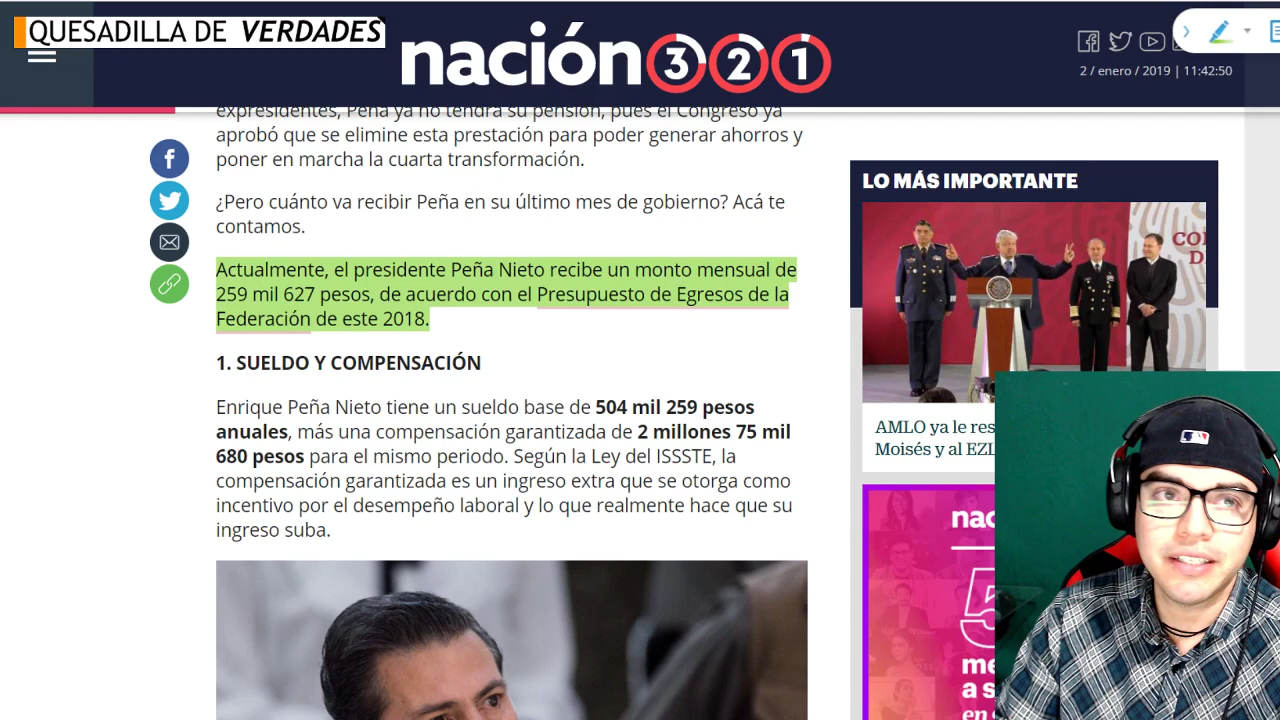 QUESADILLA DE VERDADES
nación321
2 / enero / 2019 | 11:42:50
expresidentes, Peña ya no tendrá su pensión, pues el Congreso ya
aprobó que se elimine esta prestación para poder generar ahorros y
poner en marcha la cuarta transformación.
¿Pero cuánto va recibir Peña en su último mes de gobierno? Acá te
contamos.
Actualmente, el presidente Peña Nieto recibe un monto mensual de
259 mil 627 pesos, de acuerdo con el Presupuesto de Egresos de la
Federación de este 2018.
1. SUELDO Y COMPENSACIÓN
Enrique Peña Nieto tiene un sueldo base de 504 mil 259 pesos
anuales, más una compensación garantizada de 2 millones 75 mil
680 pesos para el mismo periodo. Según la Ley del ISSSTE, la
compensación garantizada es un ingreso extra que se otorga como
incentivo por el desempeño laboral y lo que realmente hace que su
ingreso suba.
LO MÁS IMPORTANTE
CO
D
AMLO ya le res
Moisés y al EZL
nac
5
me
a s
en